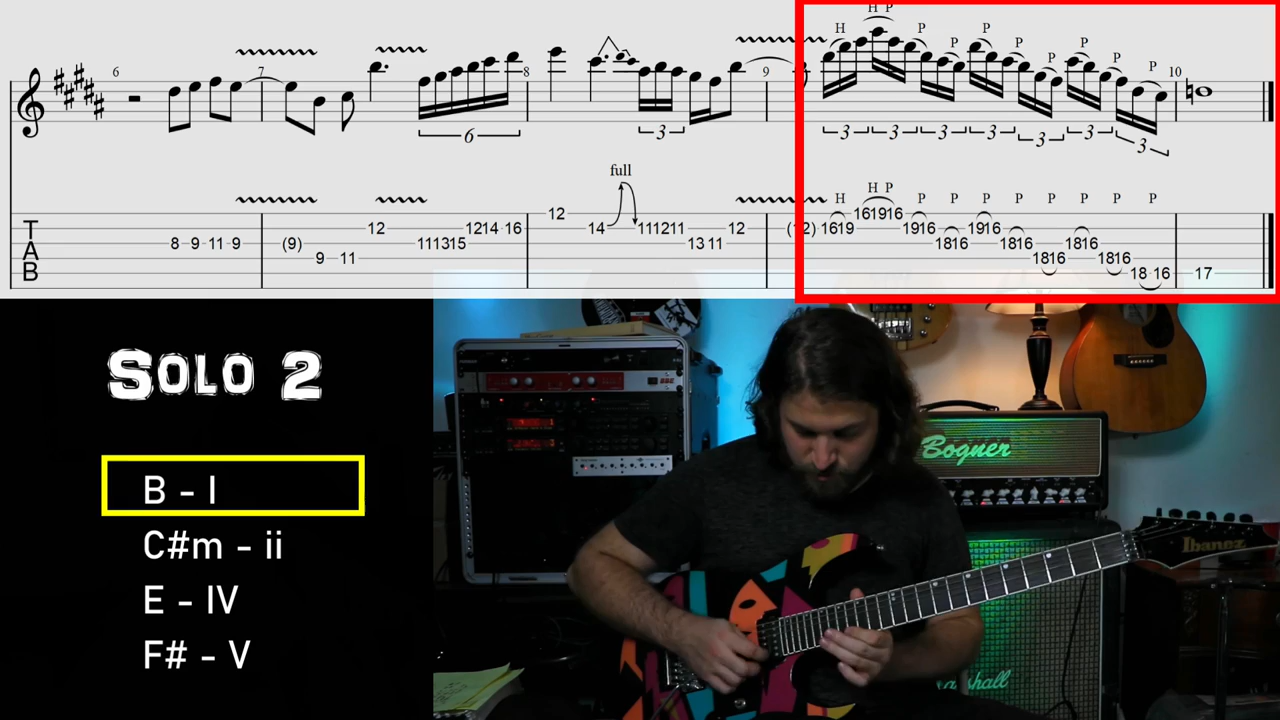 H P
H P P P P P P P
6 7 8 9 10
6 3 3 3 3 3 3 3 3
full
H H P P P P P P P P
T A B
12
12 1214 16 14 111211 12 (12) 1619 161916 1916 1916
8 9 11 9 (9) 111315 13 11 1816 1816 1816
9 11 1816 1816
18 16 17
Solo 2
B - I
C#m - ii
E - IV
F# - V
BBE
Bogner
Ibanez
shall